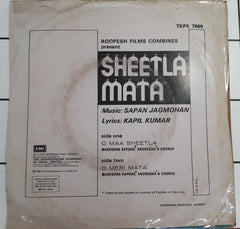 7EPE 7669
ROOPESH FILMS COMBINES
present
SHEETLA
MATA
Music: SAPAN JAGMOHAN
Lyrics: KAPIL KUMAR
side one
O MAA SHEETLA
MAHENDRA KAPOOR, ANURADHA & CHORUS
side two
O MERI MATA
MAHENDRA KAPOOR, ANURADHA & CHORUS
EMI
THE GRAMOPHONE COMPANY
OF INDIA LIMITED